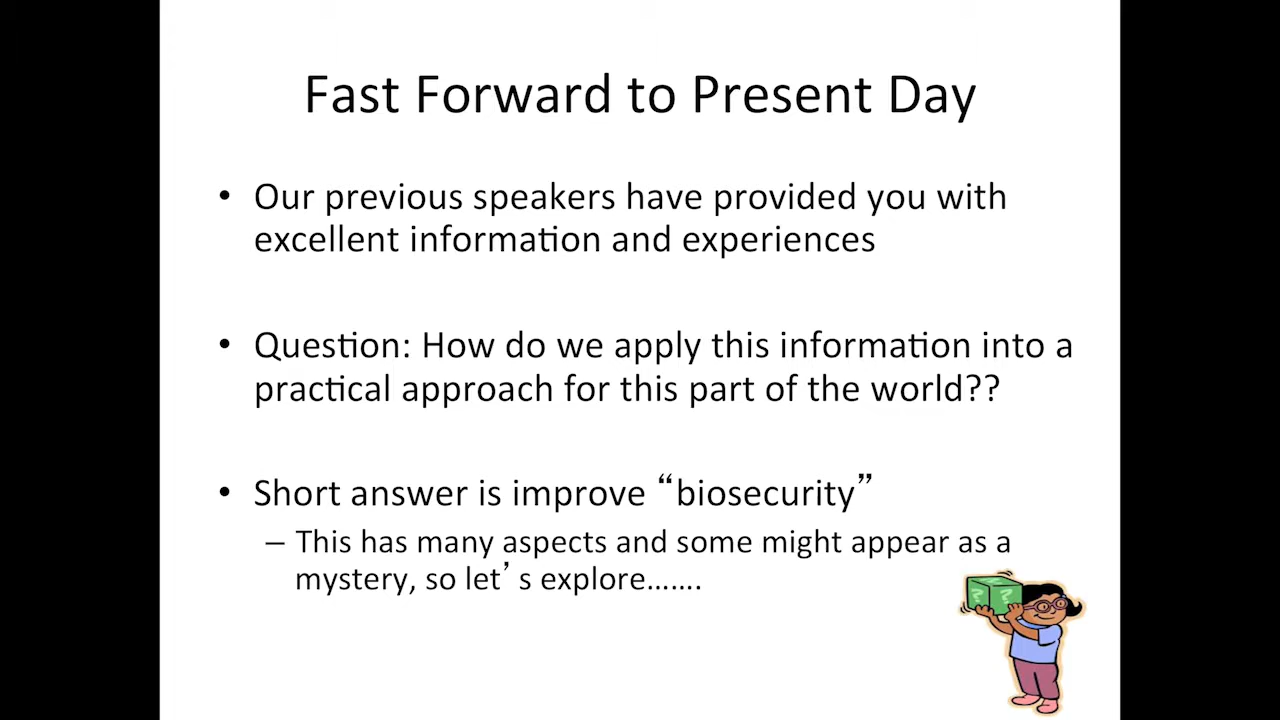 Fast Forward to Present Day
• Our previous speakers have provided you with
excellent information and experiences
• Question: How do we apply this information into a
practical approach for this part of the world??
• Short answer is improve “biosecurity”
– This has many aspects and some might appear as a
mystery, so let’s explore.......
? ?